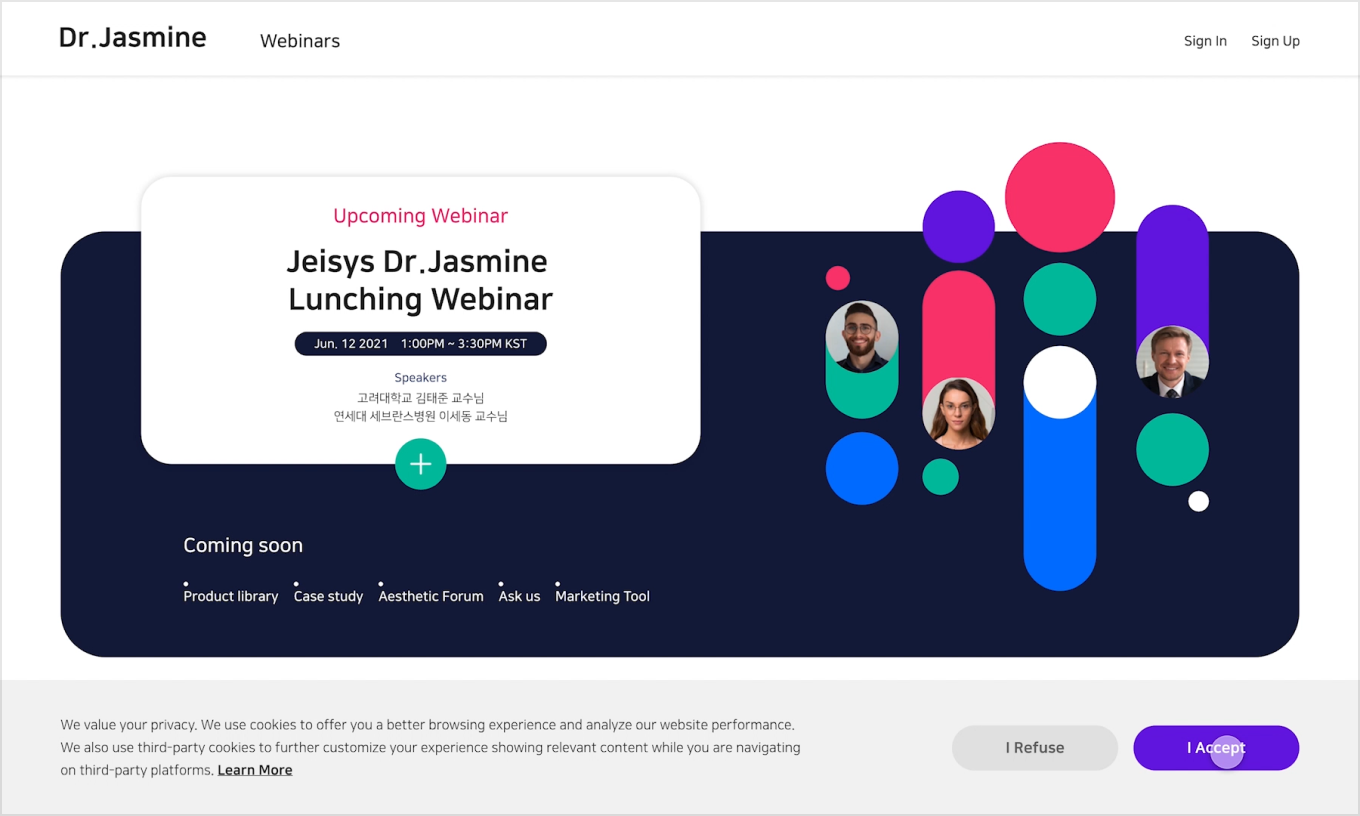 Dr.Jasmine
Webinars
Sign In
Sign Up
Upcoming Webinar
Jeisys Dr.Jasmine
Lunching Webinar
Jun. 12 2021 1:00PM ~ 3:30PM KST
Speakers
고려대학교 김태준 교수님
연세대 세브란스병원 이세동 교수님
Coming soon
Product library
Case study
Aesthetic Forum
Ask us
Marketing Tool
We value your privacy. We use cookies to offer you a better browsing experience and analyze our website performance.
We also use third-party cookies to further customize your experience showing relevant content while you are navigating
on third-party platforms. Learn More
I Refuse
I Accept